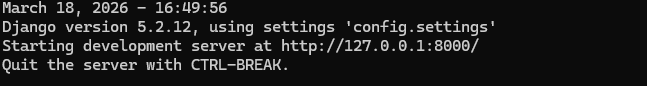 March 18, 2026 - 16:49:56
Django version 5.2.12, using settings 'config.settings'
Starting development server at http://127.0.0.1:8000/
Quit the server with CTRL-BREAK.